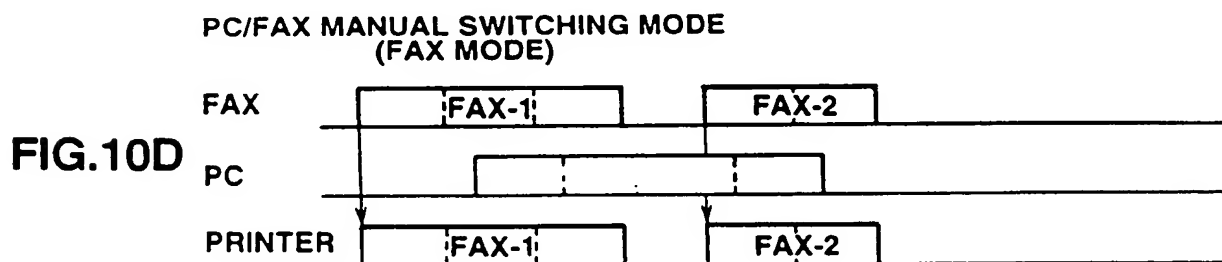 PC/FAX MANUAL SWITCHING MODE
(FAX MODE)
FAX
FAX-1
FAX-2
FIG.10D
PC
PRINTER
FAX-1
FAX-2